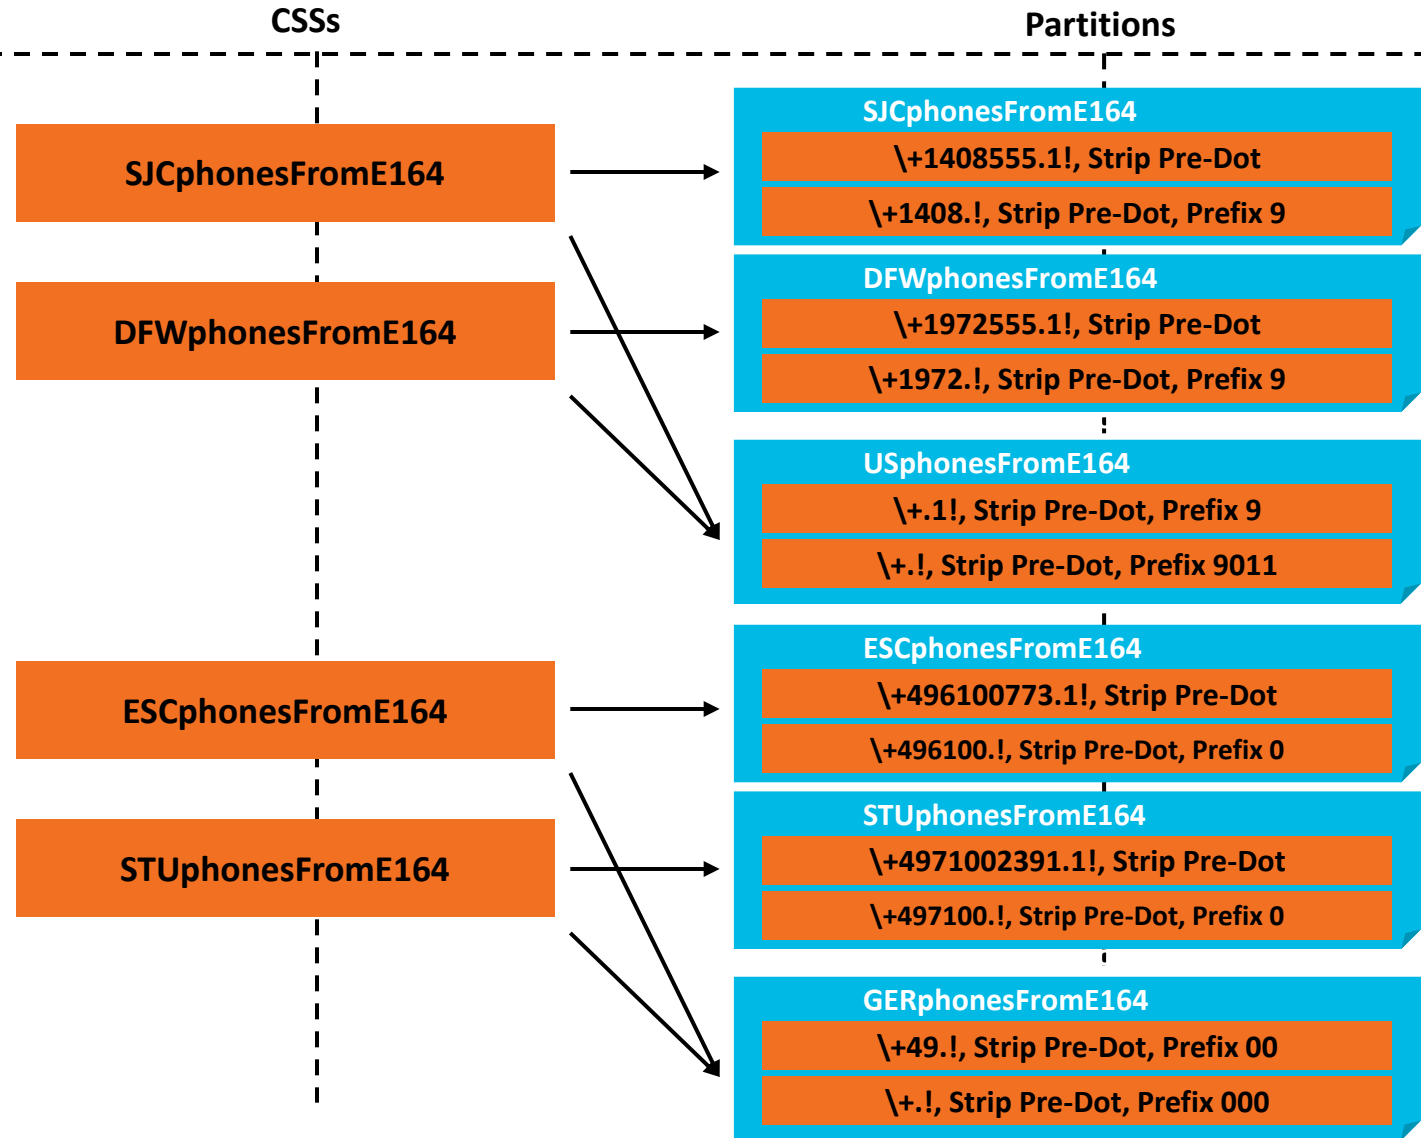 CSSs
Partitions
SJCphonesFromE164
DFWphonesFromE164
ESCphonesFromE164
STUphonesFromE164
SJCphonesFromE164
\+1408555.1!, Strip Pre-Dot
\+1408.!, Strip Pre-Dot, Prefix 9
DFWphonesFromE164
\+1972555.1!, Strip Pre-Dot
\+1972.!, Strip Pre-Dot, Prefix 9
USphonesFromE164
\+.1!, Strip Pre-Dot, Prefix 9
\+.!, Strip Pre-Dot, Prefix 9011
ESCphonesFromE164
\+496100773.1!, Strip Pre-Dot
\+496100.!, Strip Pre-Dot, Prefix 0
STUphonesFromE164
\+4971002391.1!, Strip Pre-Dot
\+497100.!, Strip Pre-Dot, Prefix 0
GERphonesFromE164
\+49.!, Strip Pre-Dot, Prefix 00
\+.!, Strip Pre-Dot, Prefix 000